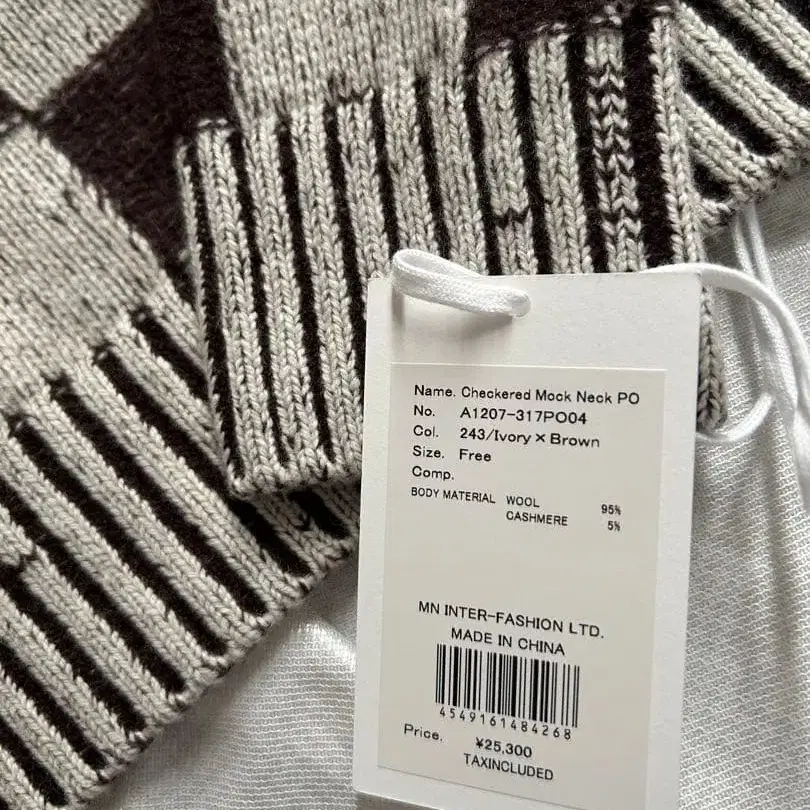 Name. Checkered Mock Neck PO
No. A1207-317PO04
Col. 243/Ivory×Brown
Size. Free
Comp.
BODY MATERIAL WOOL 95%
CASHMERE 5%
MN INTER-FASHION LTD.
MADE IN CHINA
4549161484268
Price. ¥25,300
TAXINCLUDED